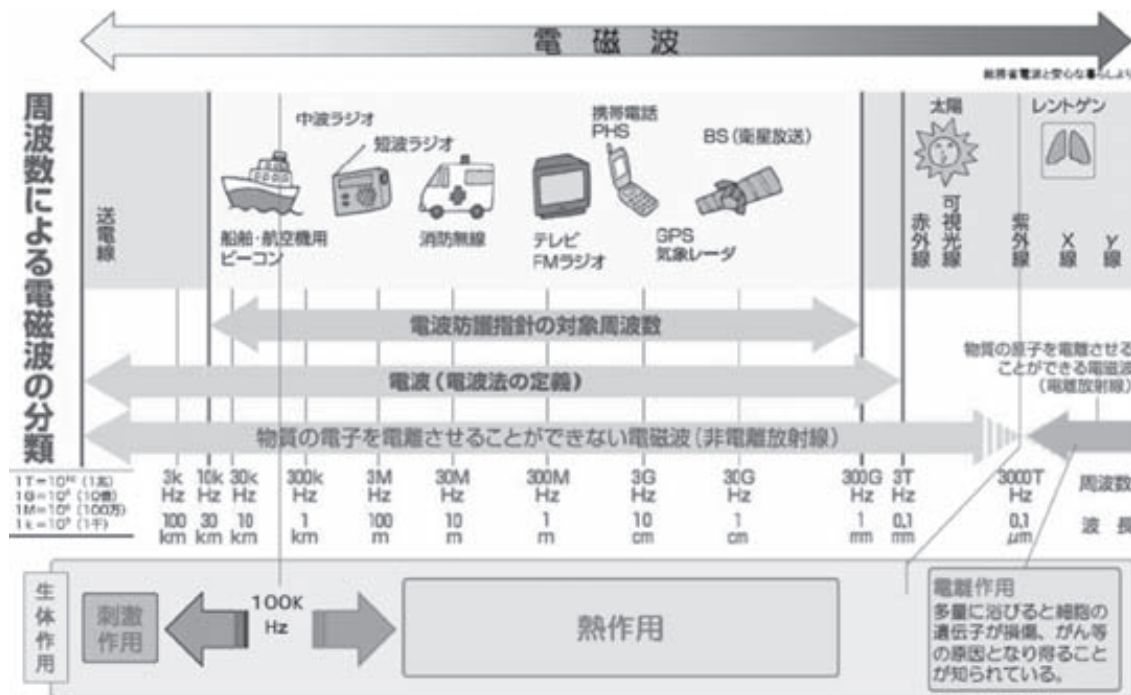 電磁波
総務省電波と安心な暮らしより
周波数による電磁波の分類
送電線
中波ラジオ
短波ラジオ
船舶・航空機用
ビーコン
消防無線
テレビ
FMラジオ
携帯電話
PHS
GPS
気象レーダ
BS(衛星放送)
太陽
赤外線
可視光線
紫外線
レントゲン
X線
γ線
電波防護指針の対象周波数
電波(電波法の定義)
物質の電子を電離させることができない電磁波(非電離放射線)
物質の原子を電離させる
ことができる電磁波
(電離放射線)
1T=10¹²(1兆)
1G=10⁹(10億)
1M=10⁶(100万)
1k=10³(1千)
3k Hz 10k Hz 30k Hz 300k Hz 3M Hz 30M Hz 300M Hz 3G Hz 30G Hz 300G Hz 3T Hz 3000T Hz 周波数
100 km 30 km 10 km 1 km 100 m 10 m 1 m 10 cm 1 cm 1 mm 0.1 mm 0.1 μm 波長
生体作用
刺激
作用
100K
Hz
熱作用
電離作用
多量に浴びると細胞の
遺伝子が損傷、がん等
の原因となり得ること
が知られている。